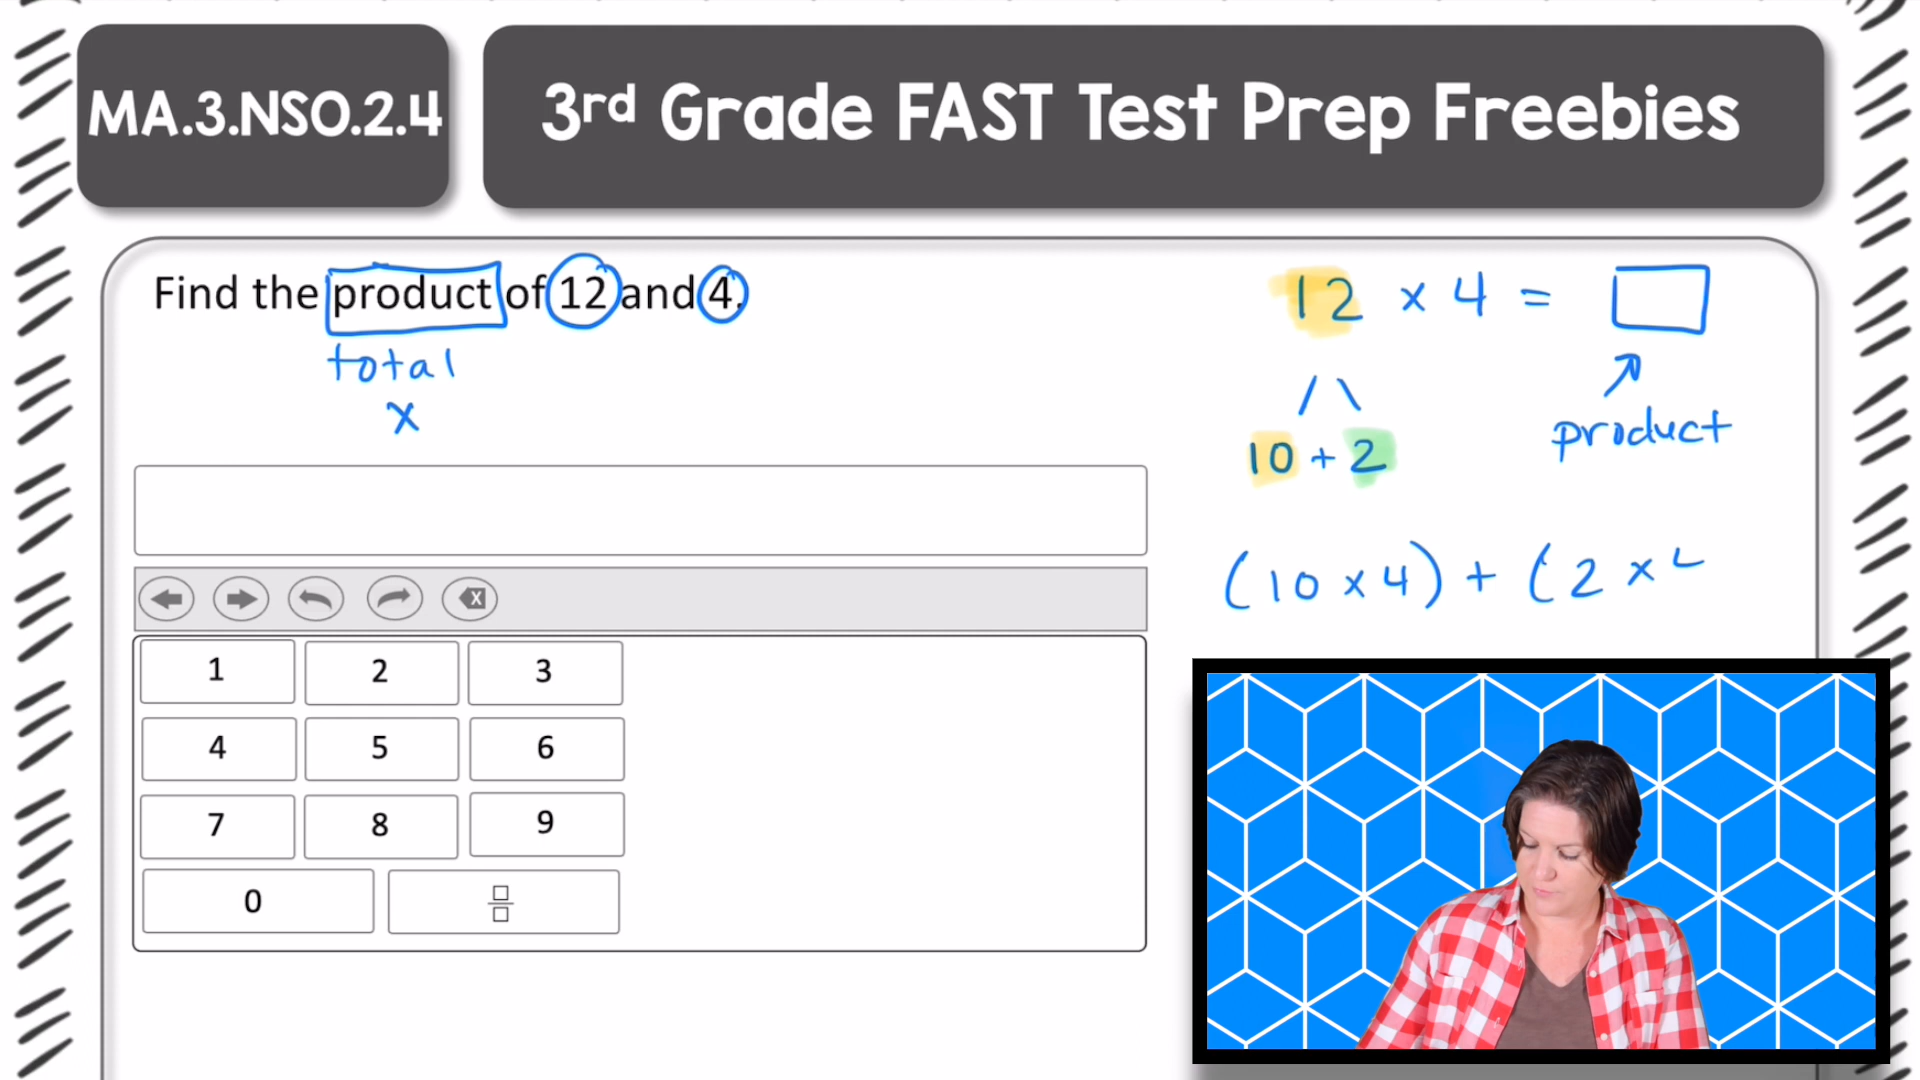 MA.3.NSO.2.4
3rd Grade FAST Test Prep Freebies
Find the product of 12 and 4.
total
x
12 x 4 =
product
10 + 2
(10 x 4) + (2 x
1 2 3
4 5 6
7 8 9
0